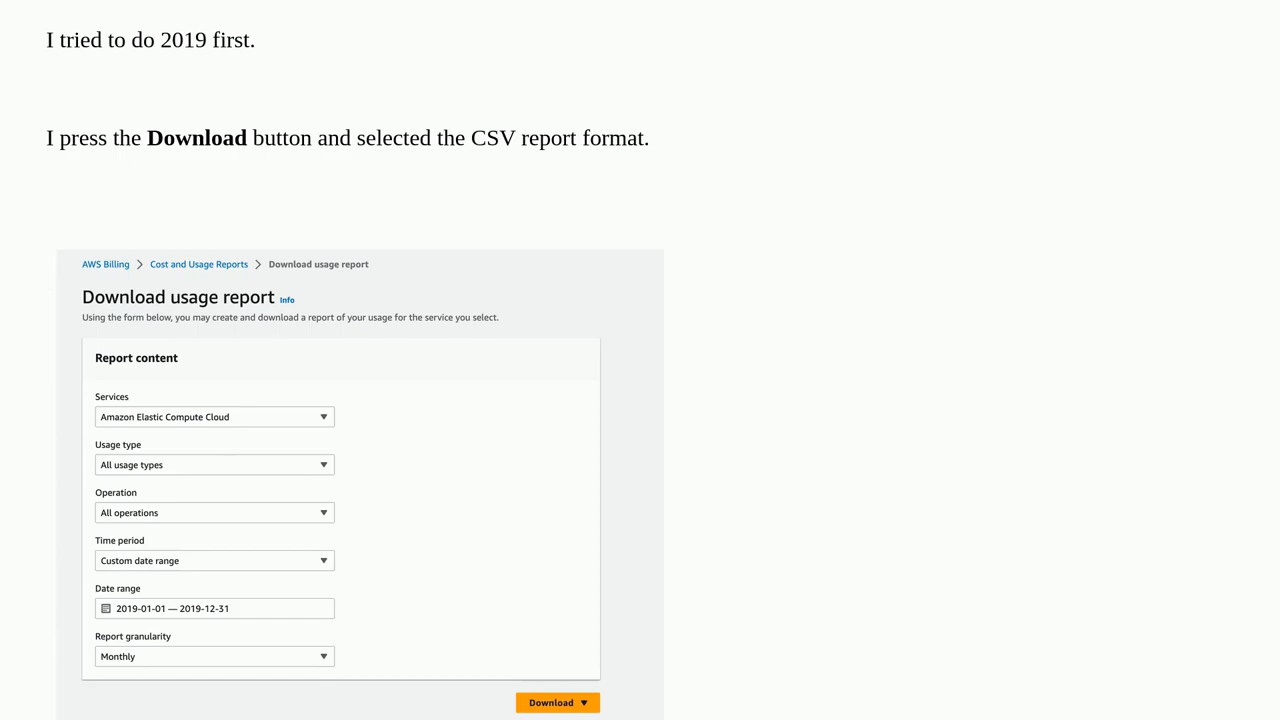 I tried to do 2019 first.
I press the Download button and selected the CSV report format.
AWS Billing > Cost and Usage Reports > Download usage report
Download usage report Info
Using the form below, you may create and download a report of your usage for the service you select.
Report content
Services
Amazon Elastic Compute Cloud
Usage type
All usage types
Operation
All operations
Time period
Custom date range
Date range
2019-01-01 — 2019-12-31
Report granularity
Monthly
Download